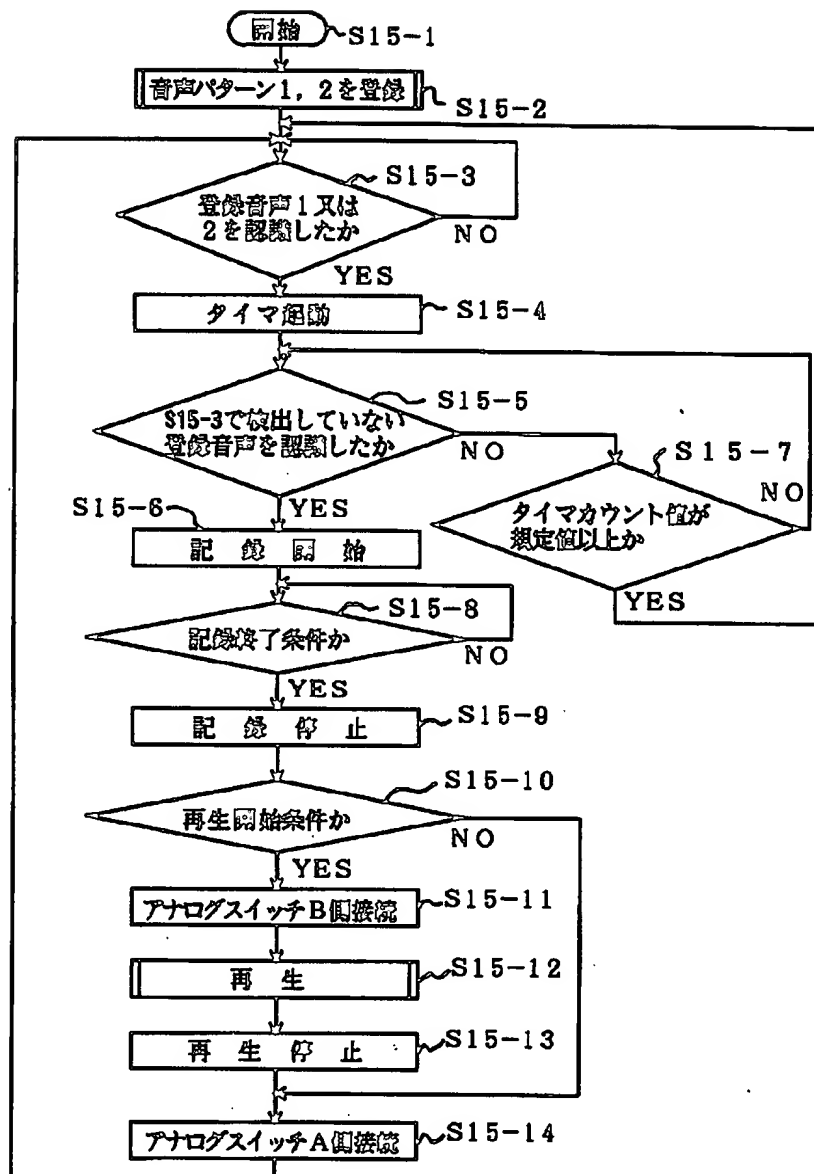 開始
S15-1
音声パターン1，2を登録
S15-2
S15-3
登録音声1又は
2を認識したか
NO
YES
タイマ起動
S15-4
S15-5
S15-3で検出していない
登録音声を認識したか
NO
YES
S15-7
タイマカウント値が
規定値以上か
NO
YES
S15-6
記録開始
S15-8
記録終了条件か
NO
YES
記録停止
S15-9
S15-10
再生開始条件か
NO
YES
アナログスイッチB側接続
S15-11
再生
S15-12
再生停止
S15-13
アナログスイッチA側接続
S15-14